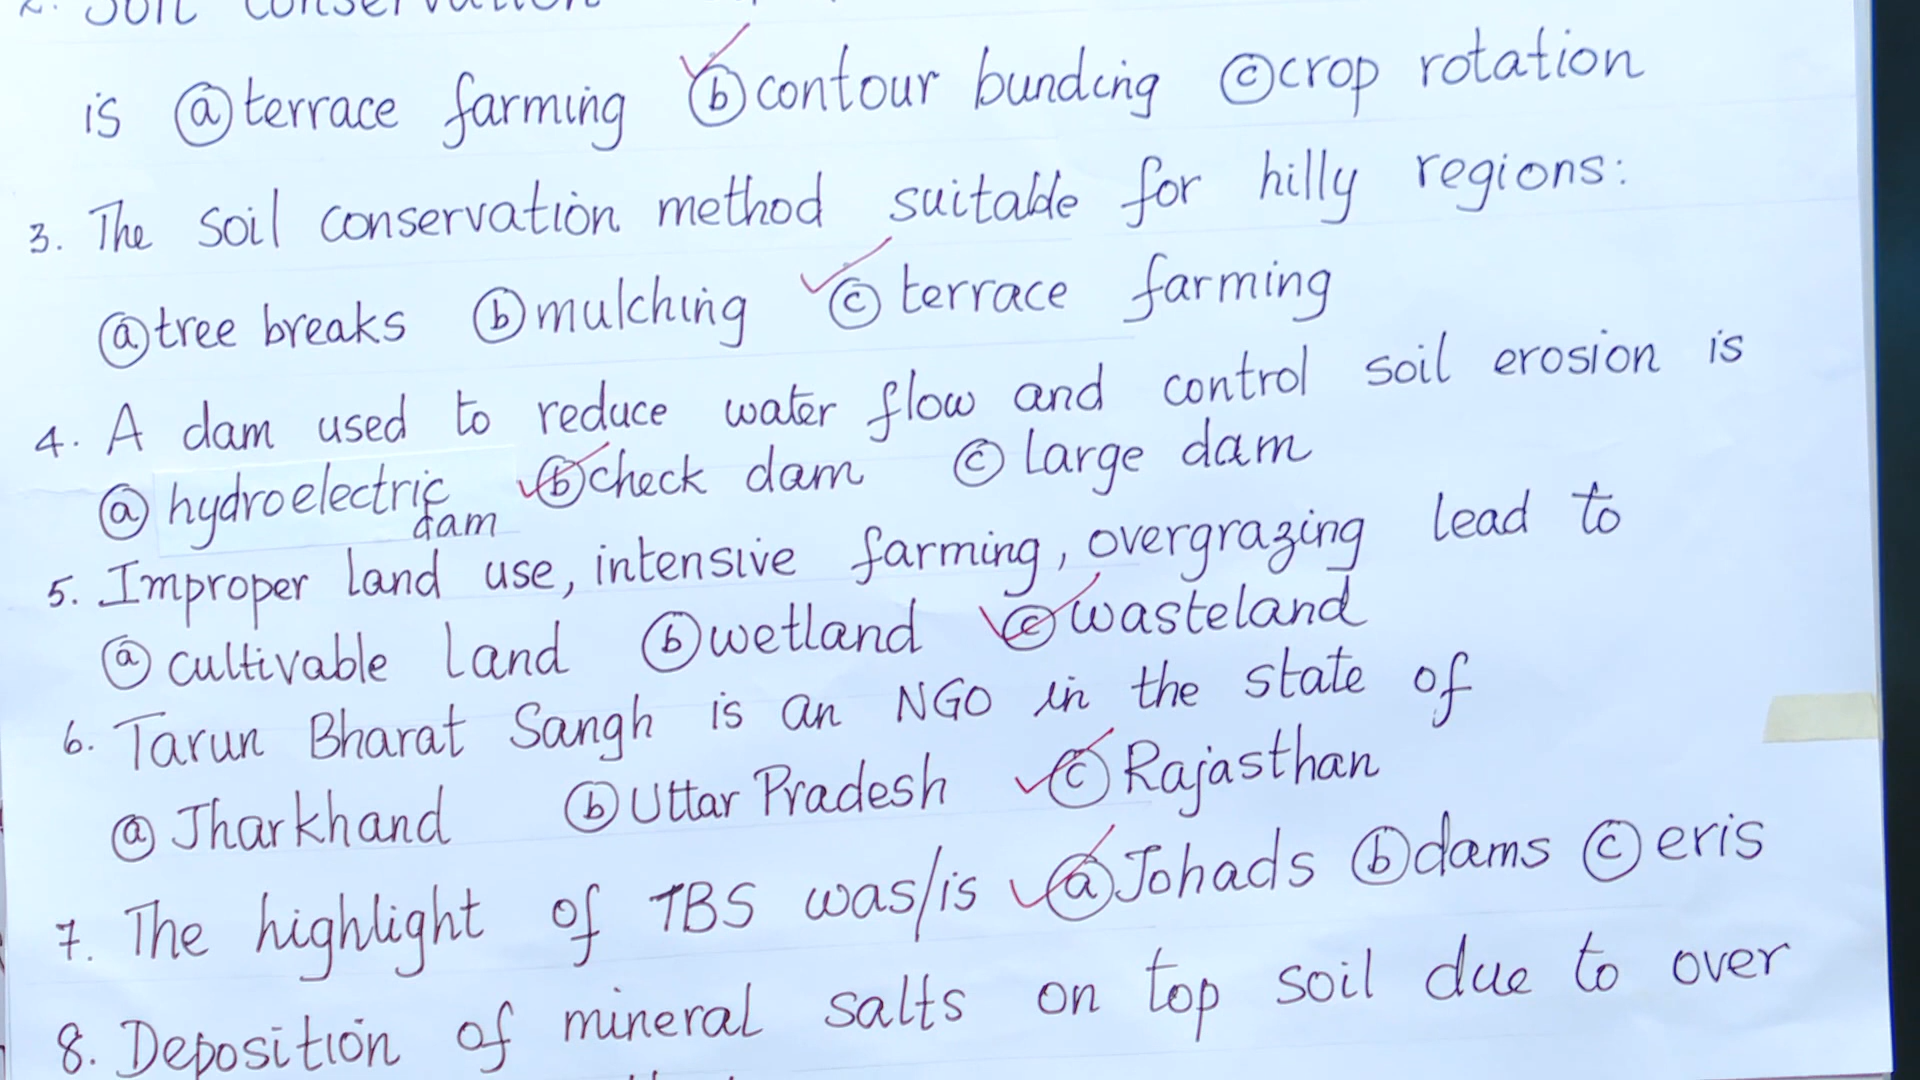 2. Soil conservation
is ⓐ terrace farming ⓑ contour bunding ⓒ crop rotation
3. The soil conservation method suitable for hilly regions:
ⓐ tree breaks ⓑ mulching ⓒ terrace farming
4. A dam used to reduce water flow and control soil erosion is
ⓐ hydroelectric dam ⓑ check dam ⓒ large dam
5. Improper land use, intensive farming, overgrazing lead to
ⓐ cultivable land ⓑ wetland ⓒ wasteland
6. Tarun Bharat Sangh is an NGO in the state of
ⓐ Jharkhand ⓑ Uttar Pradesh ⓒ Rajasthan
7. The highlight of TBS was/is ⓐ Johads ⓑ dams ⓒ eris
8. Deposition of mineral salts on top soil due to over